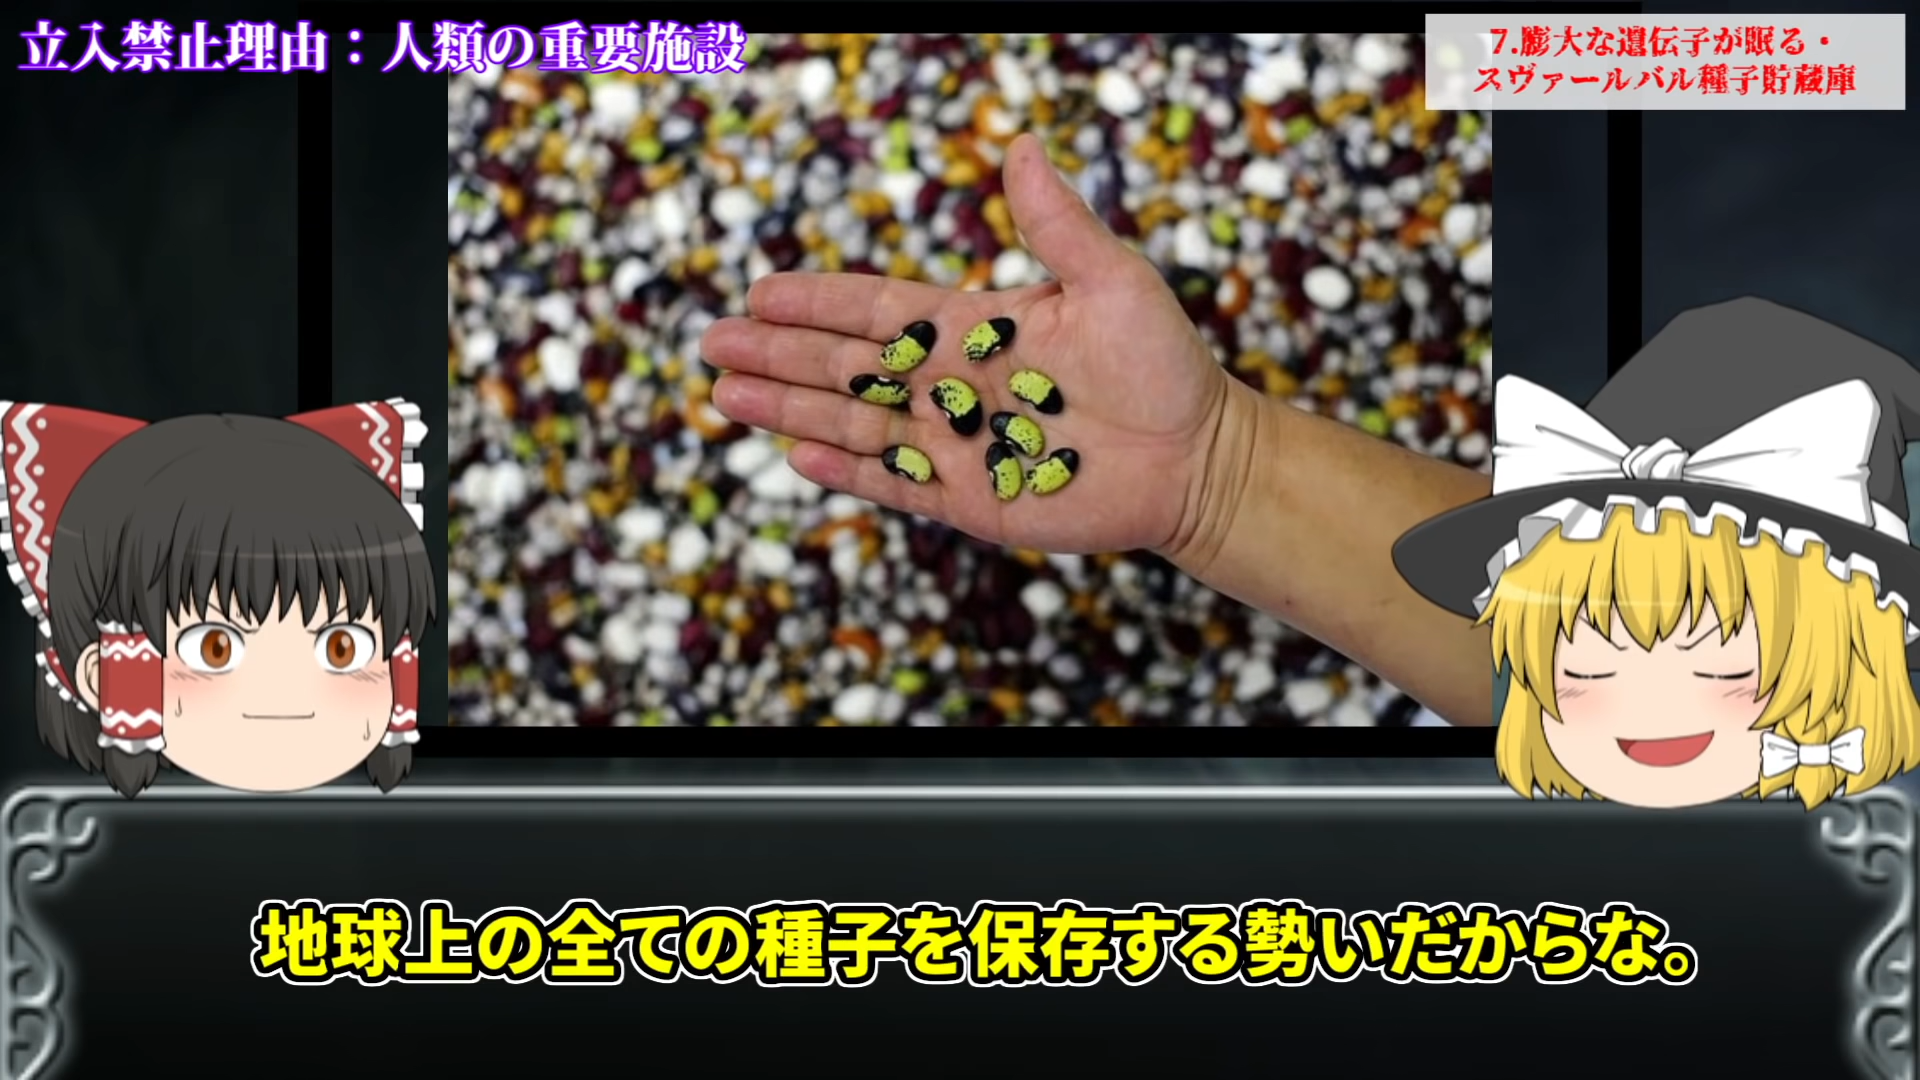 立入禁止理由：人類の重要施設
7.膨大な遺伝子が眠る・
スヴァールバル種子貯蔵庫
地球上の全ての種子を保存する勢いだからな。